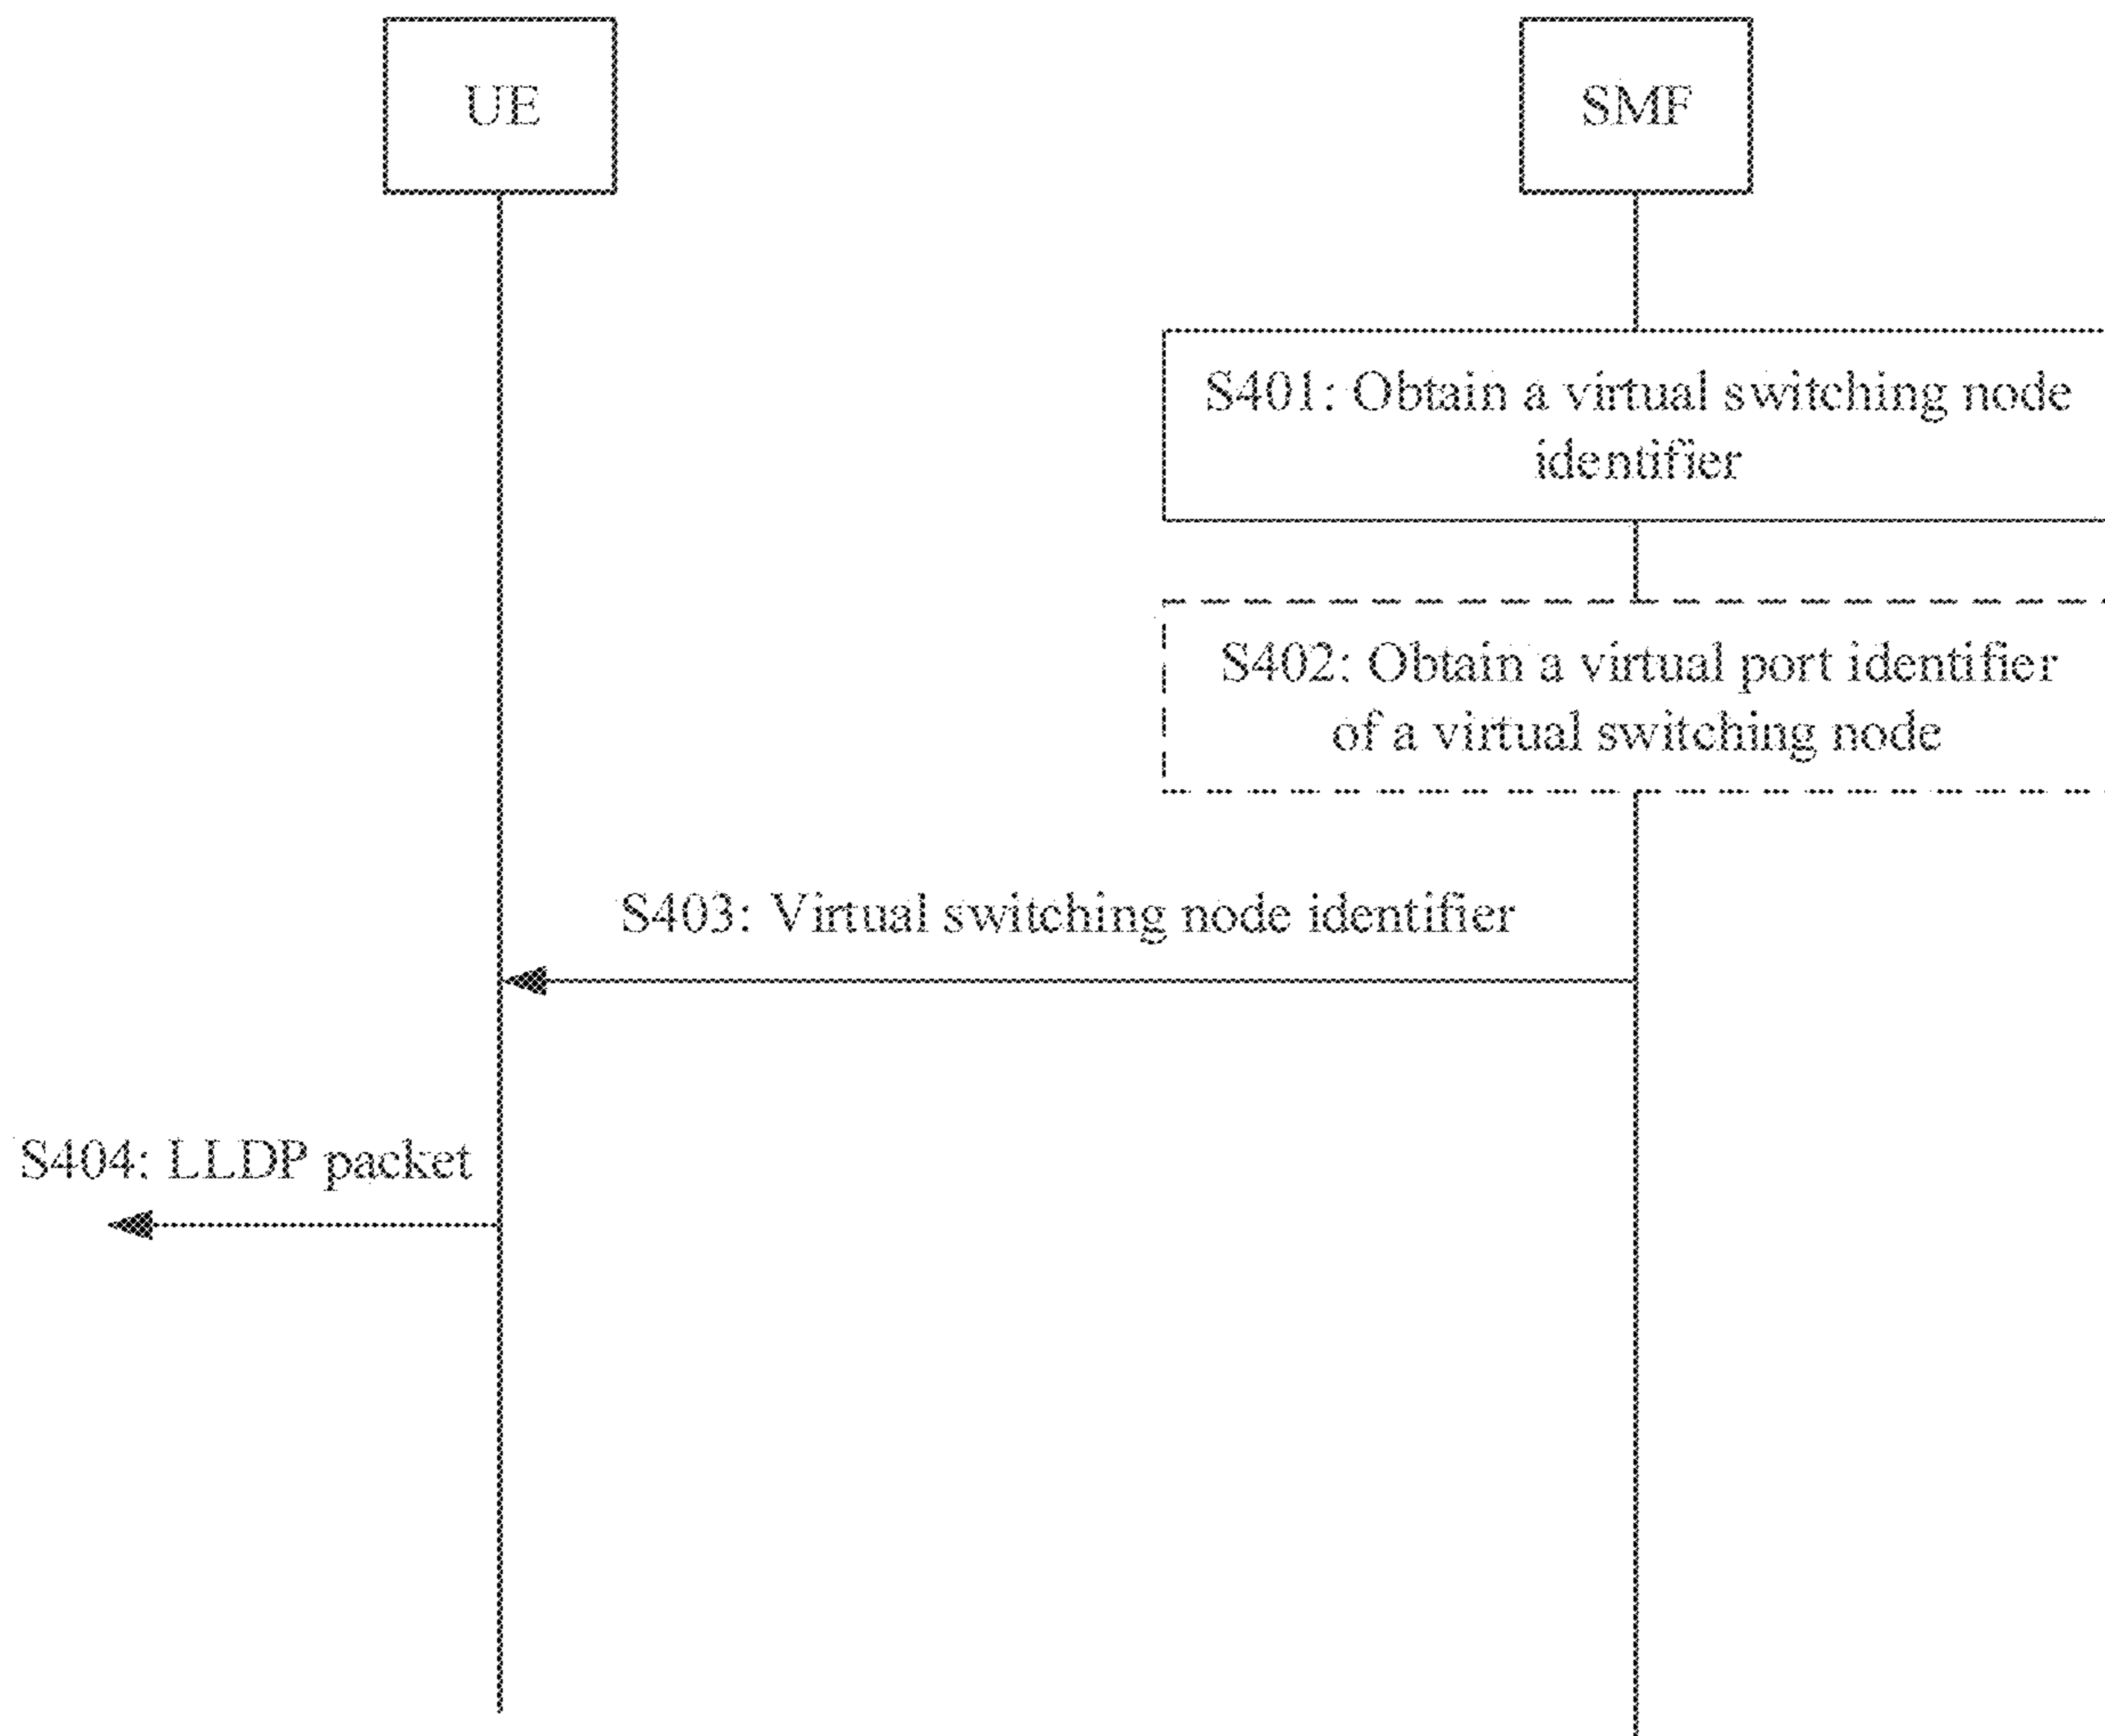 UE
SMF
S401: Obtain a virtual switching node
identifier
S402: Obtain a virtual port identifier
of a virtual switching node
S403: Virtual switching node identifier
S404: LLDP packet